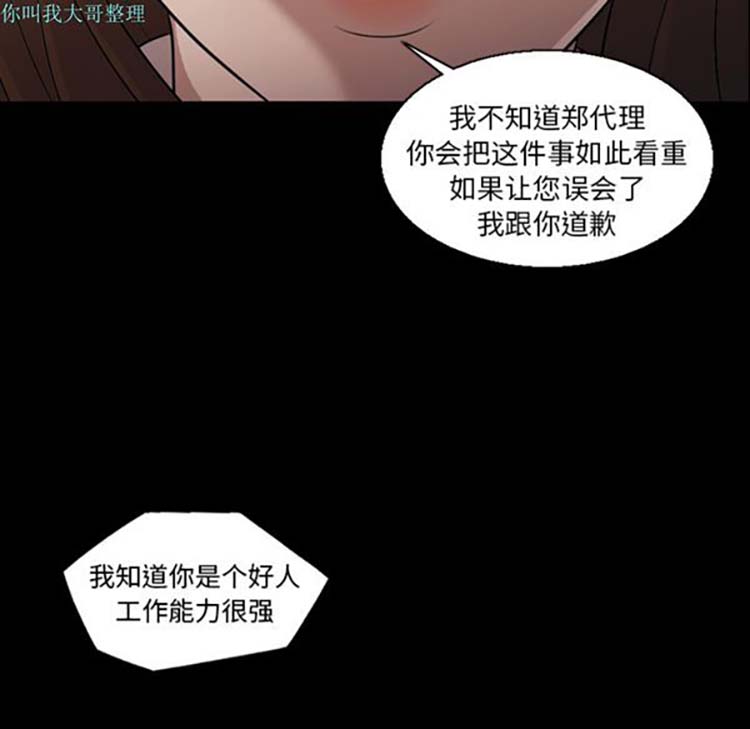 你叫我大哥整理
我不知道郑代理
你会把这件事如此看重
如果让您误会了
我跟你道歉
我知道你是个好人
工作能力很强